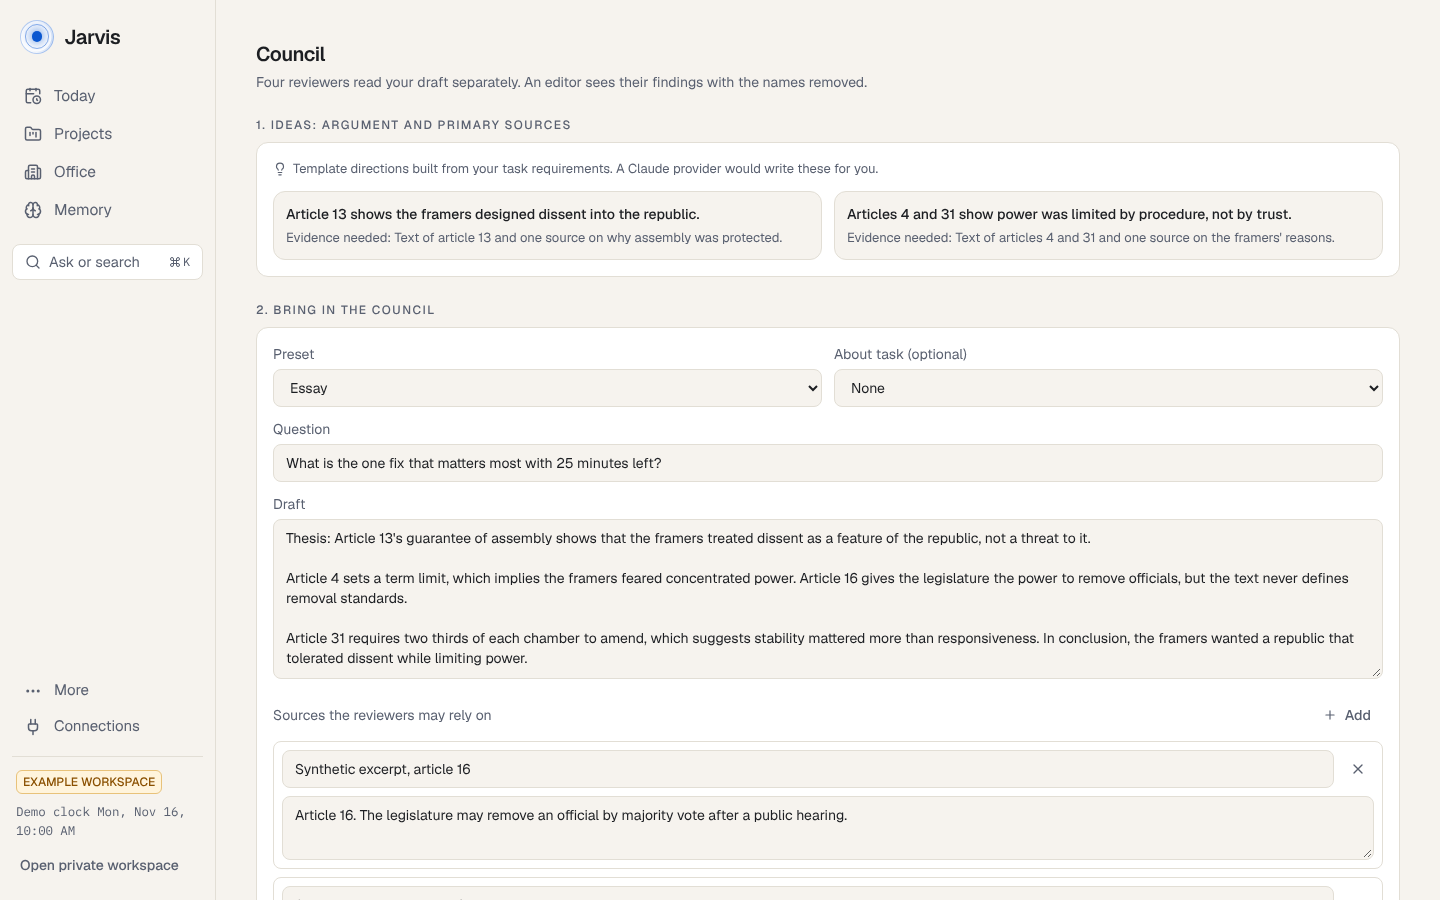 Jarvis
Today
Projects
Office
Memory
Ask or search ⌘ K
More
Connections
EXAMPLE WORKSPACE
Demo clock Mon, Nov 16,
10:00 AM
Open private workspace
Council
Four reviewers read your draft separately. An editor sees their findings with the names removed.
1. IDEAS: ARGUMENT AND PRIMARY SOURCES
Template directions built from your task requirements. A Claude provider would write these for you.
Article 13 shows the framers designed dissent into the republic.
Evidence needed: Text of article 13 and one source on why assembly was protected.
Articles 4 and 31 show power was limited by procedure, not by trust.
Evidence needed: Text of articles 4 and 31 and one source on the framers' reasons.
2. BRING IN THE COUNCIL
Preset
Essay
About task (optional)
None
Question
What is the one fix that matters most with 25 minutes left?
Draft
Thesis: Article 13's guarantee of assembly shows that the framers treated dissent as a feature of the republic, not a threat to it.
Article 4 sets a term limit, which implies the framers feared concentrated power. Article 16 gives the legislature the power to remove officials, but the text never defines
removal standards.
Article 31 requires two thirds of each chamber to amend, which suggests stability mattered more than responsiveness. In conclusion, the framers wanted a republic that
tolerated dissent while limiting power.
Sources the reviewers may rely on
Add
Synthetic excerpt, article 16
Article 16. The legislature may remove an official by majority vote after a public hearing.